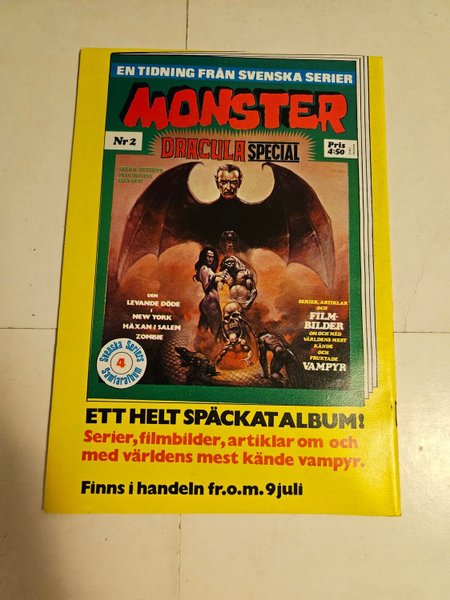 EN TIDNING FRÅN SVENSKA SERIER
MONSTER
Nr 2
DRACULA SPECIAL
Pris
4:50
DEN
LEVANDE DÖDE
I
NEW YORK
HÄXAN I SALEM
ZOMBIE
SERIER, ARTIKLAR
OCH
FILM-
BILDER
OM OCH MED
VÄRLDENS MEST
KÄNDE
OCH
FRUKTADE
VAMPYR
Svenska Seriers
4
Samlaralbum
ETT HELT SPÄCKAT ALBUM!
Serier, filmbilder, artiklar om och
med världens mest kände vampyr.
Finns i handeln fr.o.m. 9 juli